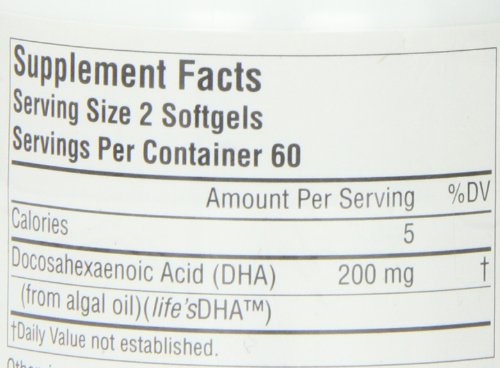 Supplement Facts
Serving Size 2 Softgels
Servings Per Container 60
Amount Per Serving %DV
Calories 5
Docosahexaenoic Acid (DHA) 200 mg †
(from algal oil)(life'sDHA™)
†Daily Value not established.